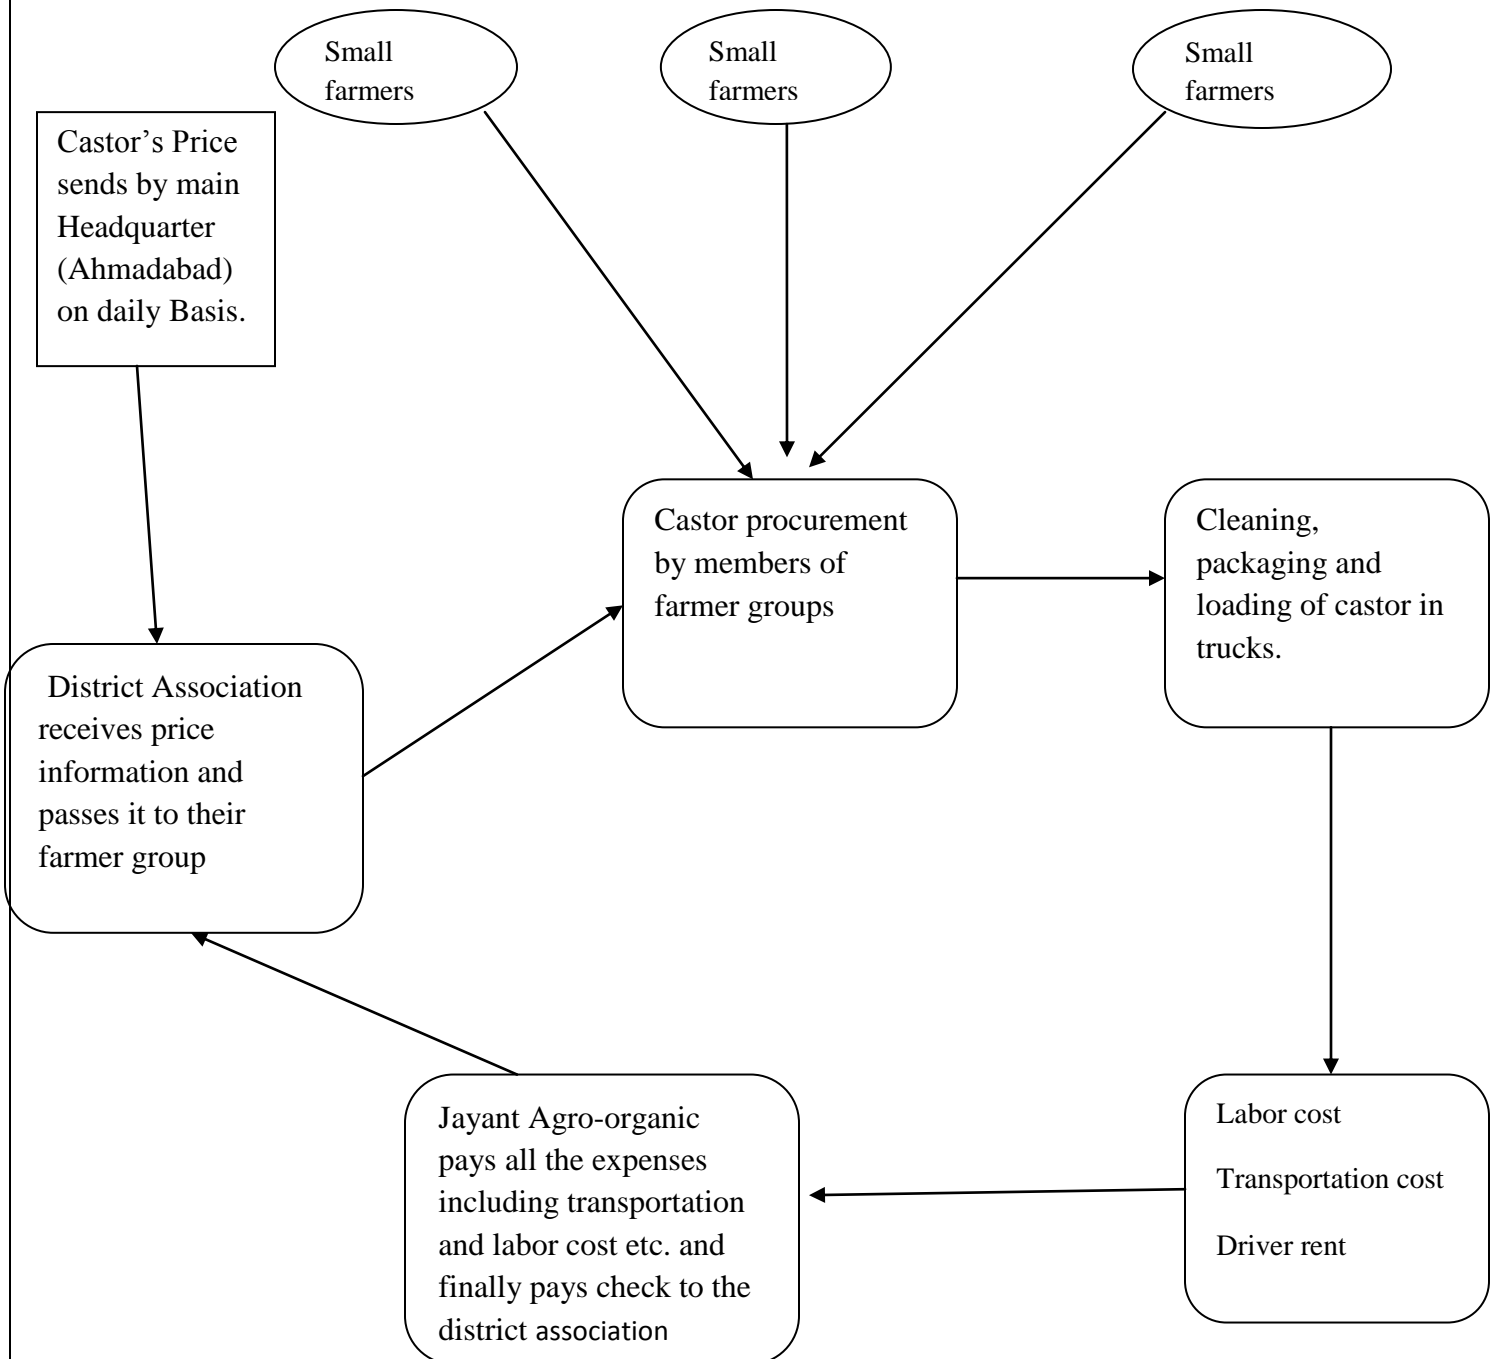 Small
farmers
Small
farmers
Small
farmers
Castor’s Price
sends by main
Headquarter
(Ahmadabad)
on daily Basis.
Castor procurement
by members of
farmer groups
Cleaning,
packaging and
loading of castor in
trucks.
District Association
receives price
information and
passes it to their
farmer group
Jayant Agro-organic
pays all the expenses
including transportation
and labor cost etc. and
finally pays check to the
district association
Labor cost
Transportation cost
Driver rent